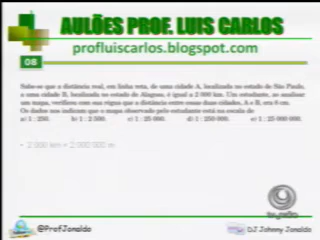 AULÕES PROF. LUIS CARLOS
profluiscarlos.blogspot.com
08
Sabe-se que a distância real, em linha reta, de uma cidade A, localizada no estado de São Paulo,
a uma cidade B, localizada no estado de Alagoas, é igual a 2 000 km. Um estudante, ao analisar
um mapa, verificou com sua régua que a distância entre essas duas cidades, A e B, era 8 cm.
Os dados nos indicam que o mapa observado pelo estudante está na escala de
a) 1 : 250. b) 1 : 2 500. c) 1 : 25 000. d) 1 : 250 000. e) 1 : 25 000 000.
• 2 000 km = 2 000 000 m
@ProfJonaldo
DJ Johnny Jonaldo